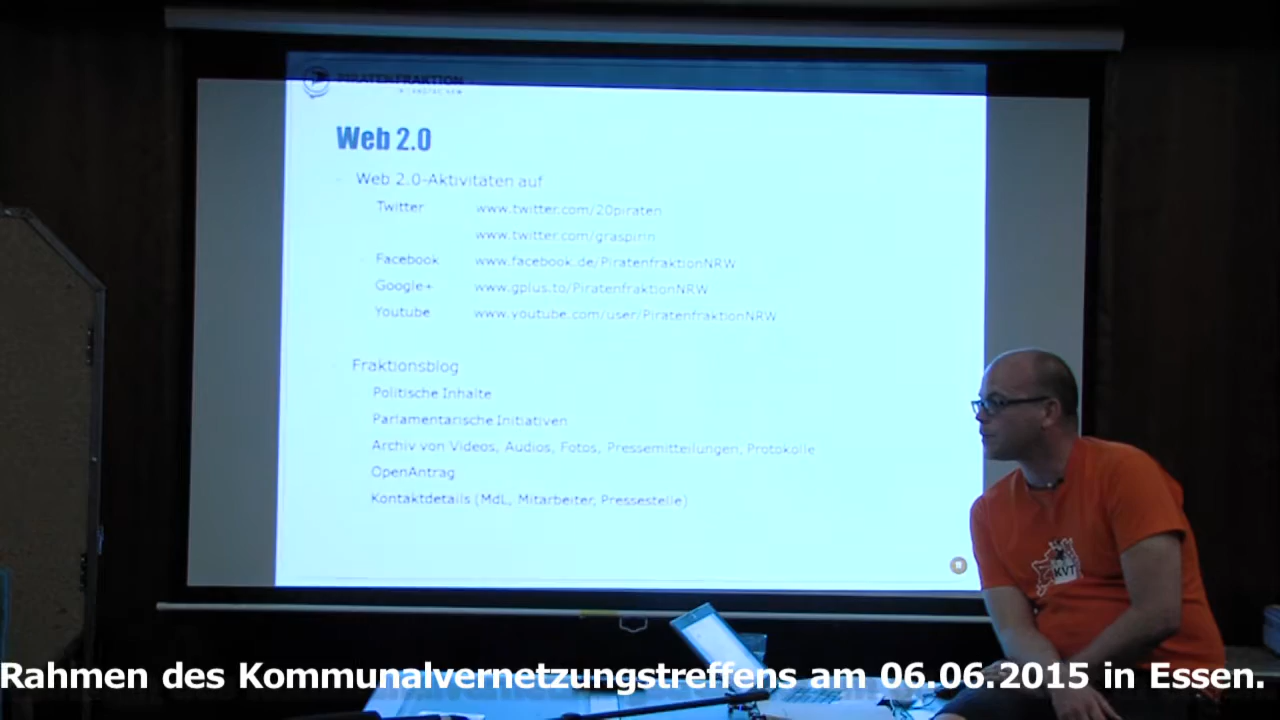 PIRATENFRAKTION
Web 2.0
Web 2.0-Aktivitäten auf
Twitter www.twitter.com/20piraten
www.twitter.com/graspirin
Facebook www.facebook.de/PiratenfraktionNRW
Google+ www.gplus.to/PiratenfraktionNRW
Youtube www.youtube.com/user/PiratenfraktionNRW
Fraktionsblog
Politische Inhalte
Parlamentarische Initiativen
Archiv von Videos, Audios, Fotos, Pressemitteilungen, Protokolle
OpenAntrag
Kontaktdetails (MdL, Mitarbeiter, Pressestelle)
KVT
Rahmen des Kommunalvernetzungstreffens am 06.06.2015 in Essen.